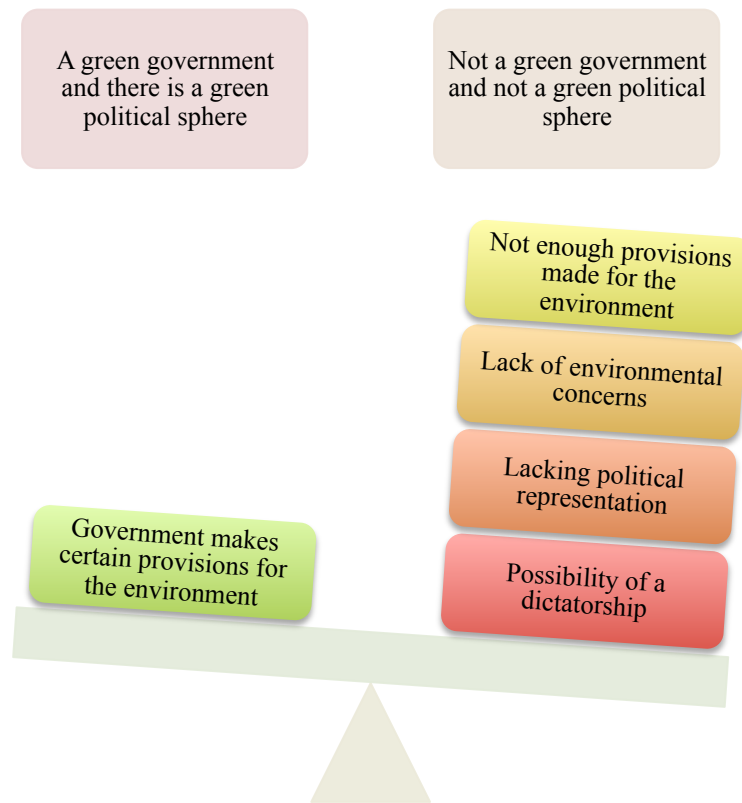 A green government
and there is a green
political sphere
Not a green government
and not a green political
sphere
Not enough provisions
made for the
environment
Lack of environmental
concerns
Lacking political
representation
Possibility of a
dictatorship
Government makes
certain provisions for
the environment